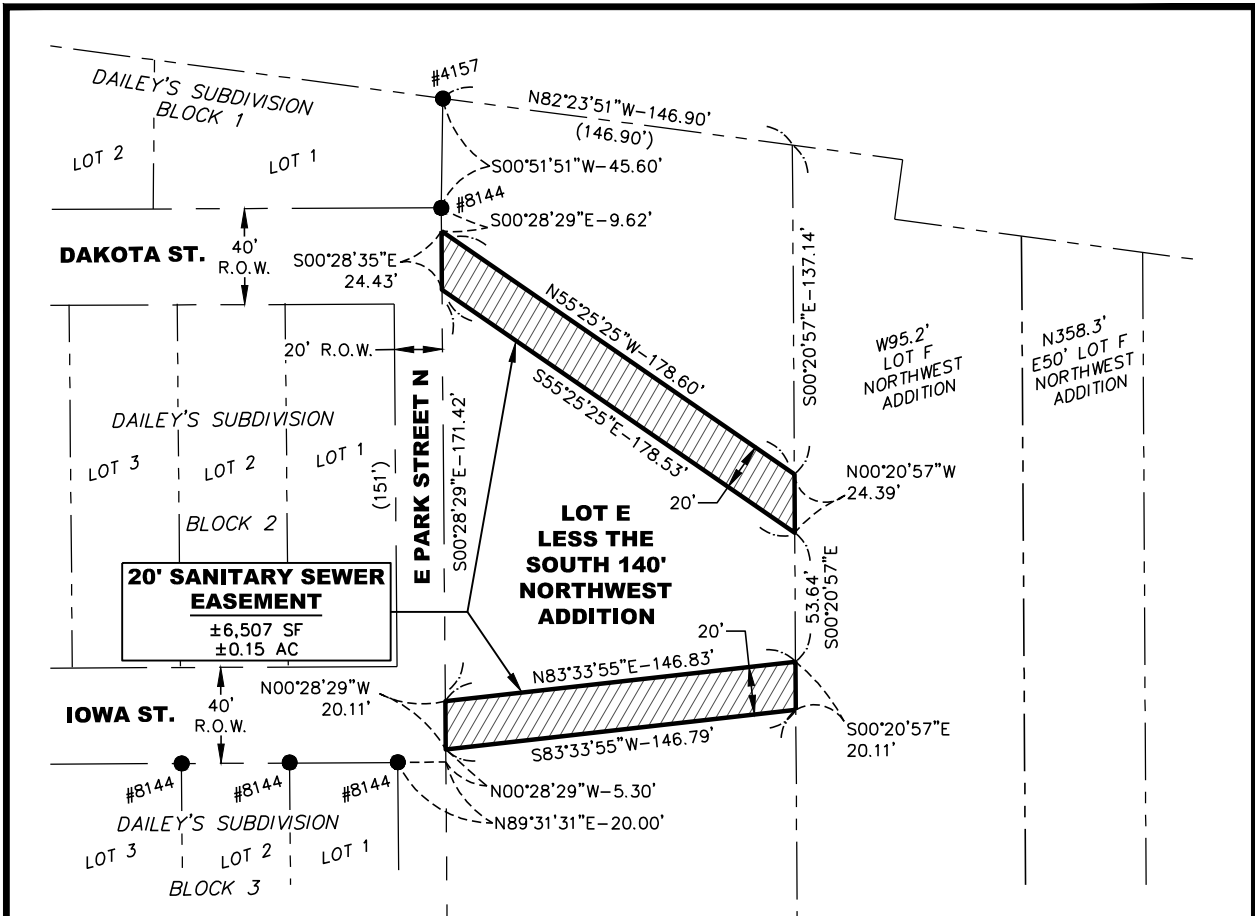 #4157
DAILEY'S SUBDIVISION
BLOCK 1
LOT 2
LOT 1
N82°23'51"W-146.90'
(146.90')
S00°51'51"W-45.60'
#8144
S00°28'29"E-9.62'
DAKOTA ST.
40'
R.O.W.
S00°28'35"E
24.43'
N55°25'25"W-178.60'
S55°25'25"E-178.53'
20'
S00°20'57"E-137.14'
W95.2'
LOT F
NORTHWEST
ADDITION
N358.3'
E50' LOT F
NORTHWEST
ADDITION
20' R.O.W.
E PARK STREET N
S00°28'29"E-171.42'
(151')
DAILEY'S SUBDIVISION
LOT 3
LOT 2
LOT 1
BLOCK 2
N00°20'57"W
24.39'
LOT E
LESS THE
SOUTH 140'
NORTHWEST
ADDITION
53.64'
S00°20'57"E
20' SANITARY SEWER
EASEMENT
±6,507 SF
±0.15 AC
20'
N83°33'55"E-146.83'
S83°33'55"W-146.79'
N00°28'29"W
20.11'
IOWA ST.
40'
R.O.W.
S00°20'57"E
20.11'
#8144
#8144
#8144
N00°28'29"W-5.30'
N89°31'31"E-20.00'
DAILEY'S SUBDIVISION
LOT 3
LOT 2
LOT 1
BLOCK 3